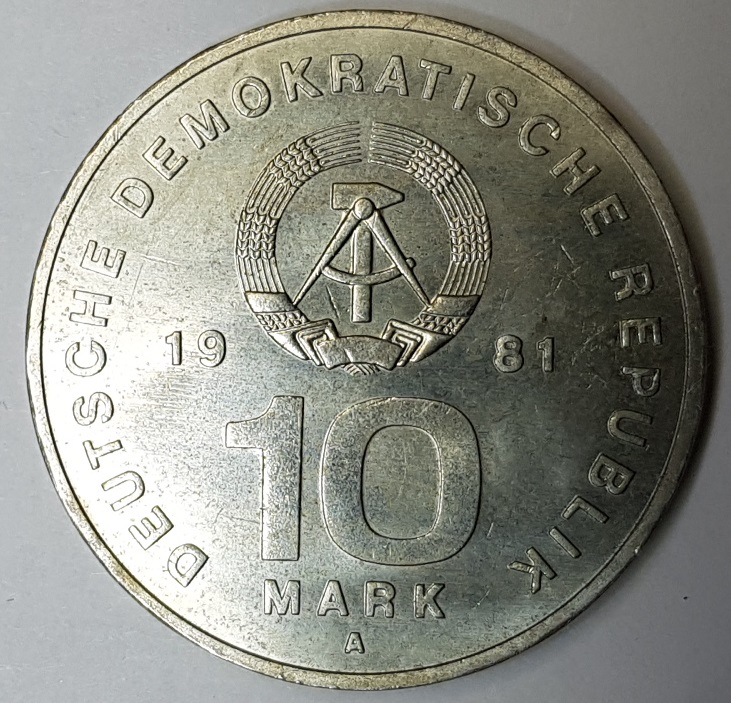 DEUTSCHE DEMOKRATISCHE REPUBLIK
19 81
10
MARK
A